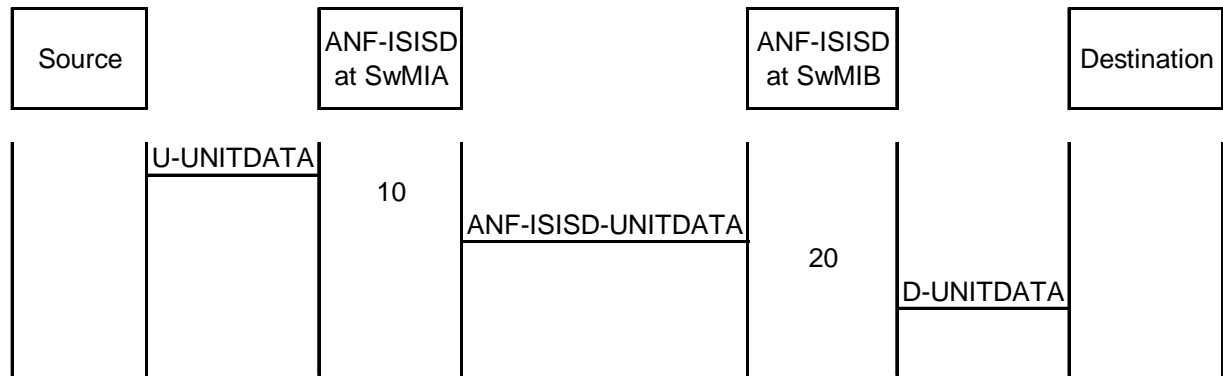 Source
ANF-ISISD
at SwMIA
ANF-ISISD
at SwMIB
Destination
U-UNITDATA
10
ANF-ISISD-UNITDATA
20
D-UNITDATA